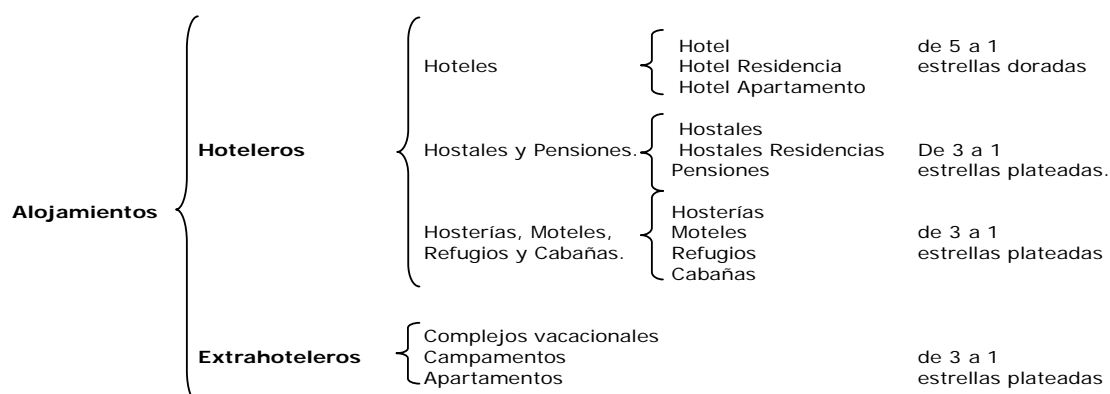 Hotel de 5 a 1
Hoteles Hotel Residencia estrellas doradas
Hotel Apartamento
Hostales
Hoteleros Hostales y Pensiones. Hostales Residencias De 3 a 1
Pensiones estrellas plateadas.
Alojamientos Hosterías
Hosterías, Moteles, Moteles de 3 a 1
Refugios y Cabañas. Refugios estrellas plateadas
Cabañas
Complejos vacacionales
Extrahoteleros Campamentos de 3 a 1
Apartamentos estrellas plateadas